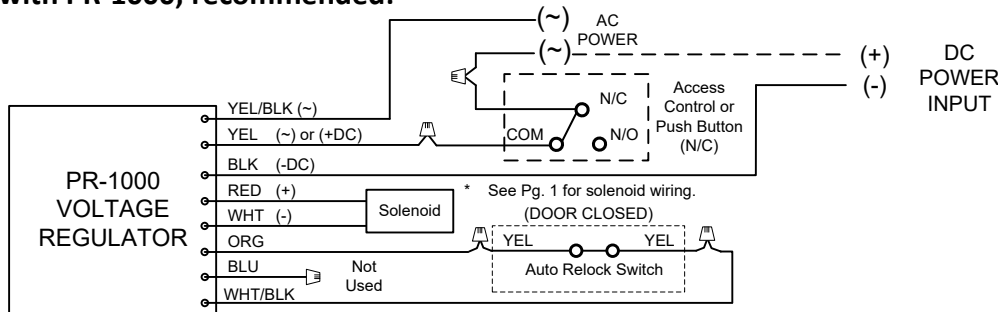 with PR-1000, recommended.
(~) AC
POWER
(~)
(+) DC
POWER
INPUT
(-)
N/C
COM
N/O
Access
Control or
Push Button
(N/C)
PR-1000
VOLTAGE
REGULATOR
YEL/BLK (~)
YEL (~) or (+DC)
BLK (-DC)
RED (+)
WHT (-)
Solenoid
* See Pg. 1 for solenoid wiring.
(DOOR CLOSED)
ORG
YEL YEL
Auto Relock Switch
BLU
Not
Used
WHT/BLK